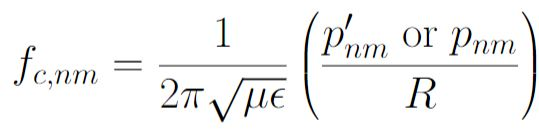 f_{c,nm} = \frac{1}{2\pi\sqrt{\mu\epsilon}} \left( \frac{p'_{nm} \text{ or } p_{nm}}{R} \right)